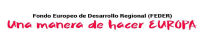 Fondo Europeo de Desarrollo Regional (FEDER)
Una manera de hacer EUROPA